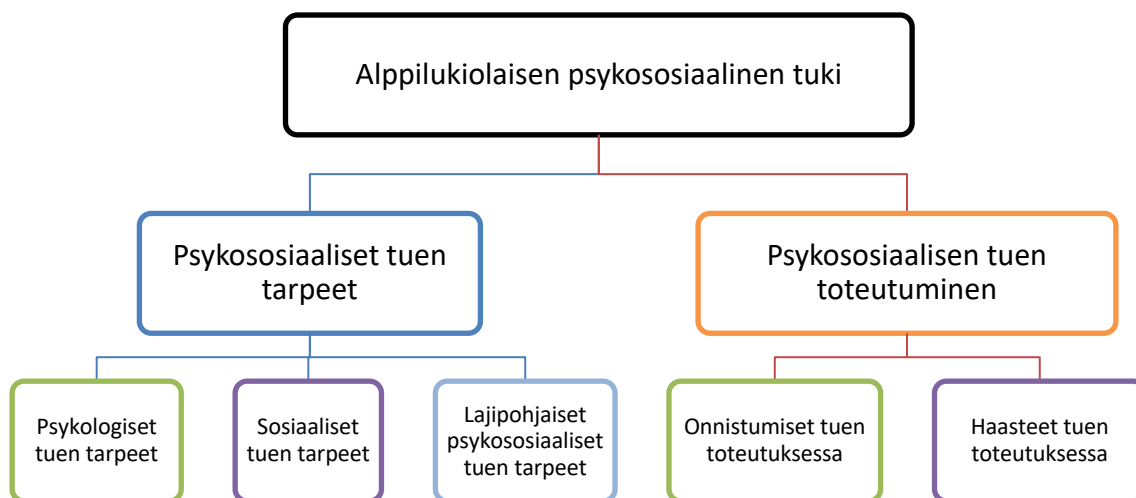 Alppilukiolaisen psykososiaalinen tuki
Psykososiaaliset tuen
tarpeet
Psykososiaalisen tuen
toteutuminen
Psykologiset
tuen tarpeet
Sosiaaliset
tuen tarpeet
Lajipohjaiset
psykososiaaliset
tuen tarpeet
Onnistumiset tuen
toteutuksessa
Haasteet tuen
toteutuksessa